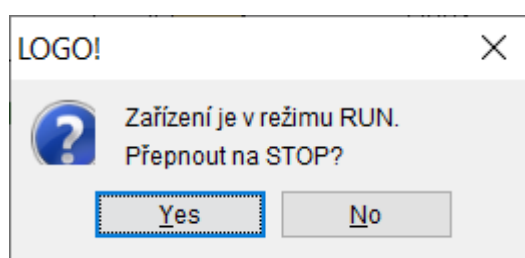 LOGO!
Zařízení je v režimu RUN.
Přepnout na STOP?
Yes
No